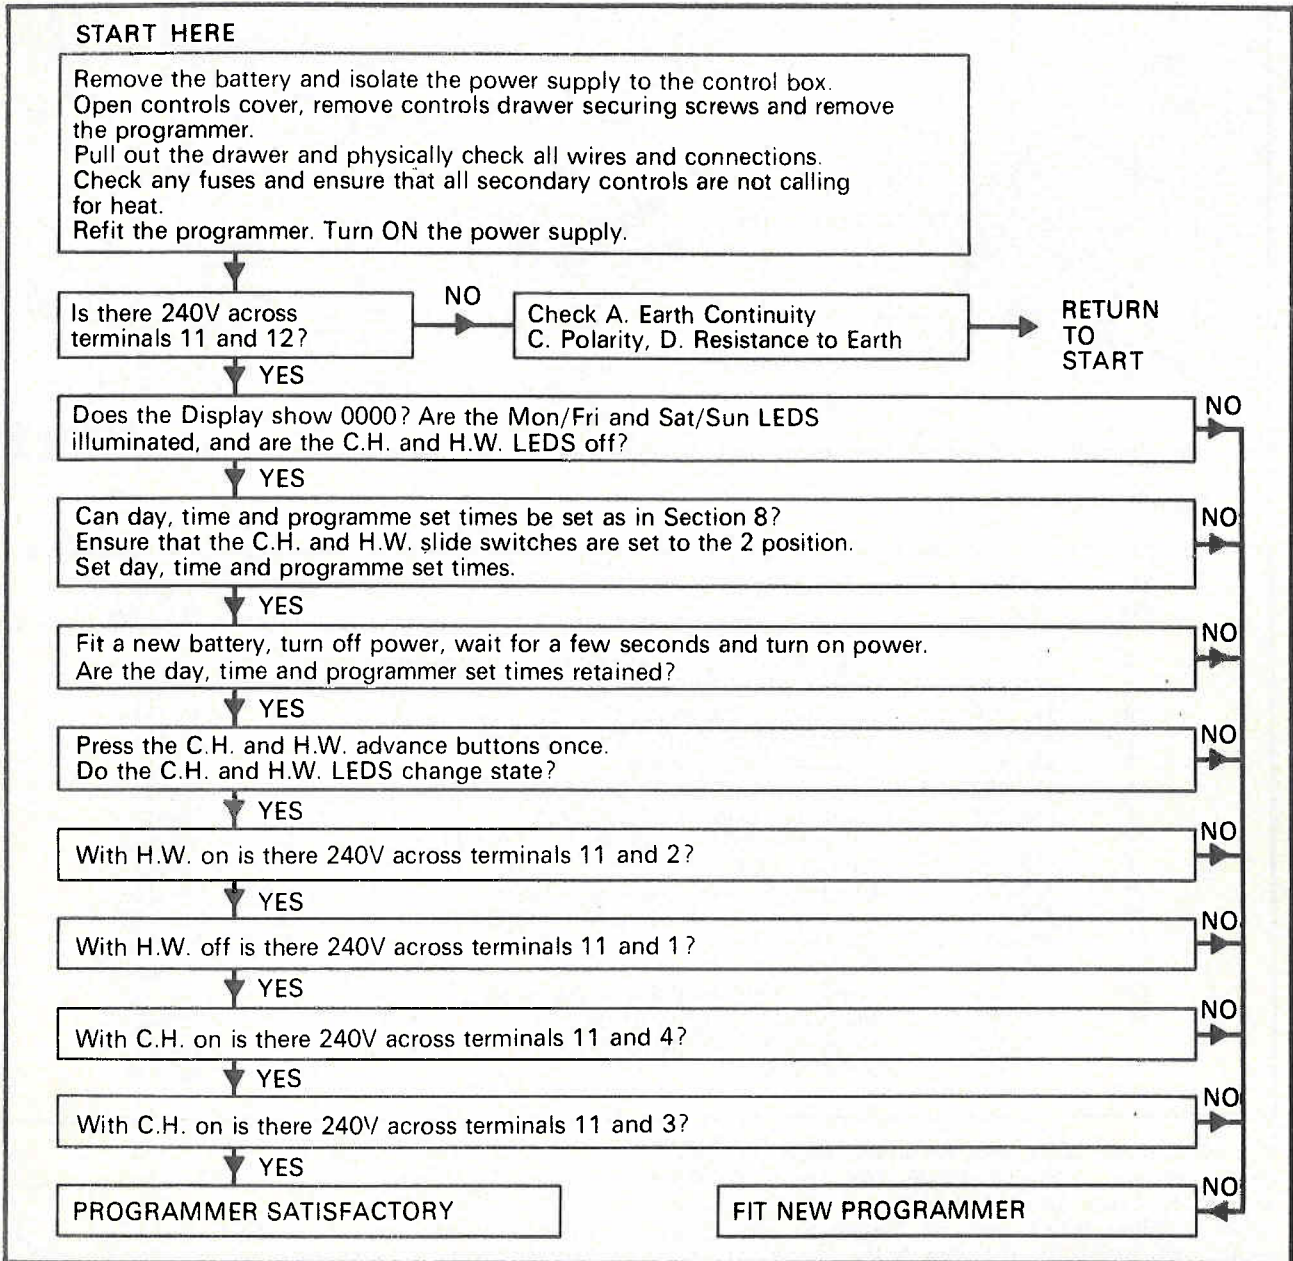 START HERE
Remove the battery and isolate the power supply to the control box.
Open controls cover, remove controls drawer securing screws and remove
the programmer.
Pull out the drawer and physically check all wires and connections.
Check any fuses and ensure that all secondary controls are not calling
for heat.
Refit the programmer. Turn ON the power supply.
Is there 240V across
terminals 11 and 12?
NO
Check A. Earth Continuity
C. Polarity, D. Resistance to Earth
RETURN
TO
START
YES
Does the Display show 0000? Are the Mon/Fri and Sat/Sun LEDS
illuminated, and are the C.H. and H.W. LEDS off?
NO
YES
Can day, time and programme set times be set as in Section 8?
Ensure that the C.H. and H.W. slide switches are set to the 2 position.
Set day, time and programme set times.
NO
YES
Fit a new battery, turn off power, wait for a few seconds and turn on power.
Are the day, time and programmer set times retained?
NO
YES
Press the C.H. and H.W. advance buttons once.
Do the C.H. and H.W. LEDS change state?
NO
YES
With H.W. on is there 240V across terminals 11 and 2?
NO
YES
With H.W. off is there 240V across terminals 11 and 1?
NO
YES
With C.H. on is there 240V across terminals 11 and 4?
NO
YES
With C.H. on is there 240V across terminals 11 and 3?
NO
YES
PROGRAMMER SATISFACTORY
FIT NEW PROGRAMMER
NO